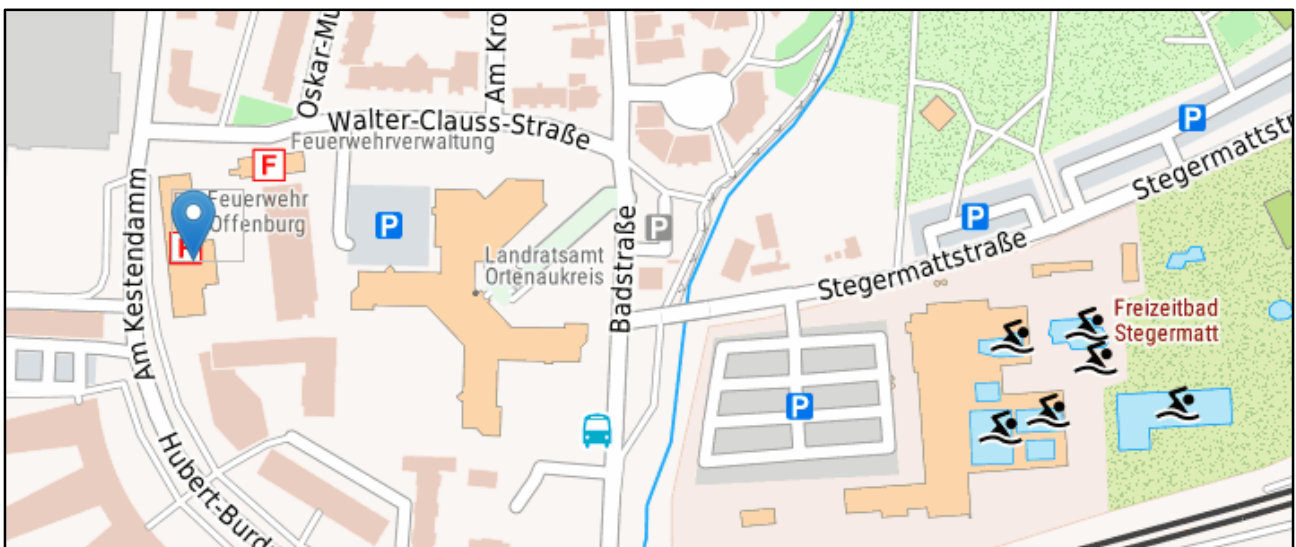 Oskar-Mu
Am Kro
Walter-Clauss-Straße
Feuerwehrverwaltung
F
Feuerwehr
Offenburg
F
P
Landratsamt
Ortenaukreis
Am Kestendamm
Hubert-Burd
Badstraße
P
P
P
Stegermattstr
Stegermattstraße
Freizeitbad
Stegermatt
P